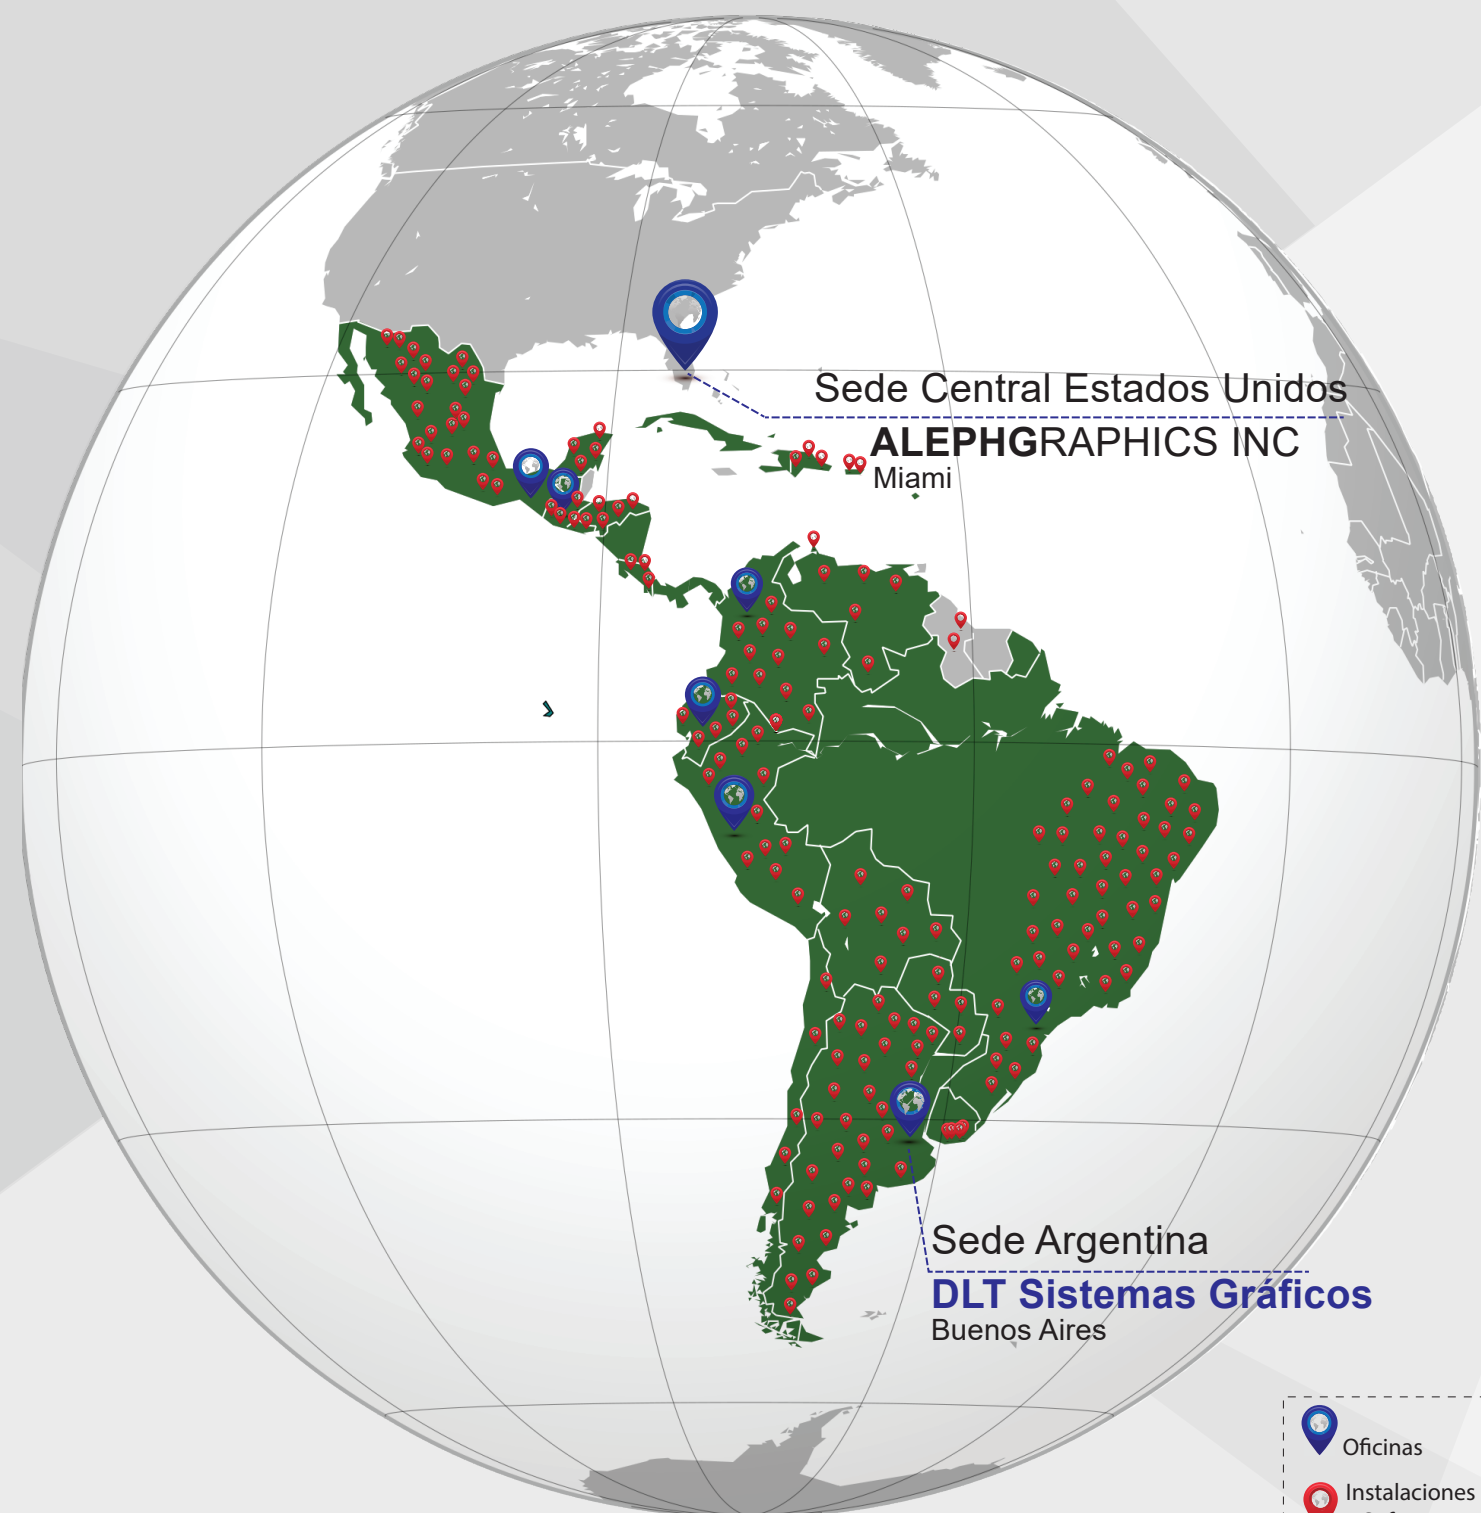 Sede Central Estados Unidos
ALEPHGRAPHICS INC
Miami
Sede Argentina
DLT Sistemas Gráficos
Buenos Aires
Oficinas
Instalaciones